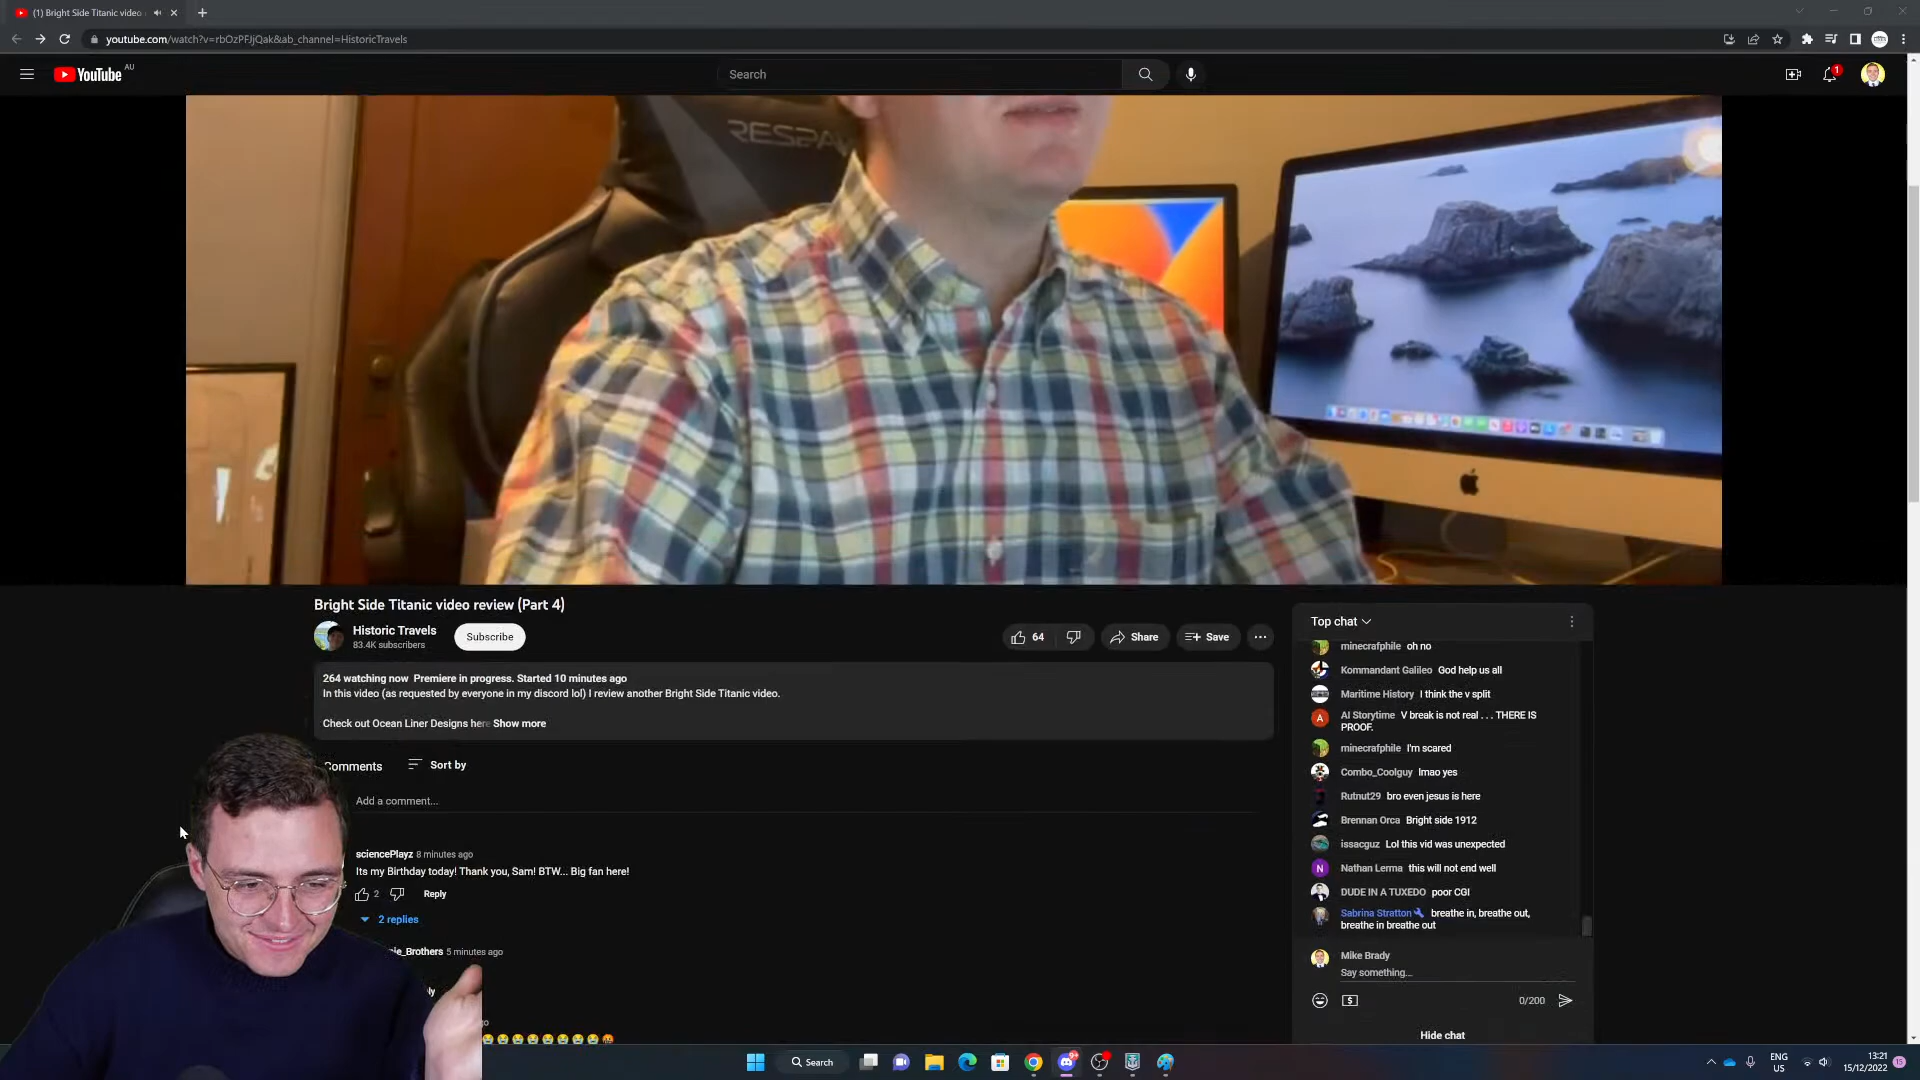 (1) Bright Side Titanic video
youtube.com/watch?v=rbOzPFJjQak&ab_channel=HistoricTravels
YouTube AU
Search
1
RESPAW
Bright Side Titanic video review (Part 4)
Historic Travels
83.4K subscribers
Subscribe
64
Share
Save
264 watching now Premiere in progress. Started 10 minutes ago
In this video (as requested by everyone in my discord lol) I review another Bright Side Titanic video.
Check out Ocean Liner Designs here Show more
Comments
Sort by
Add a comment...
sciencePlayz 8 minutes ago
Its my Birthday today! Thank you, Sam! BTW... Big fan here!
2
Reply
2 replies
ie_Brothers 5 minutes ago
ly
go
Top chat
minecrafphile oh no
Kommandant Galileo God help us all
Maritime History I think the v split
A
AI Storytime V break is not real . . . THERE IS
PROOF.
minecrafphile I'm scared
Combo_Coolguy lmao yes
Rutnut29 bro even jesus is here
Brennan Orca Bright side 1912
issacguz Lol this vid was unexpected
N
Nathan Lerma this will not end well
DUDE IN A TUXEDO poor CGI
Sabrina Stratton breathe in, breathe out,
breathe in breathe out
Mike Brady
Say something...
0/200
Hide chat
Search
ENG
US
13:21
15/12/2022
15